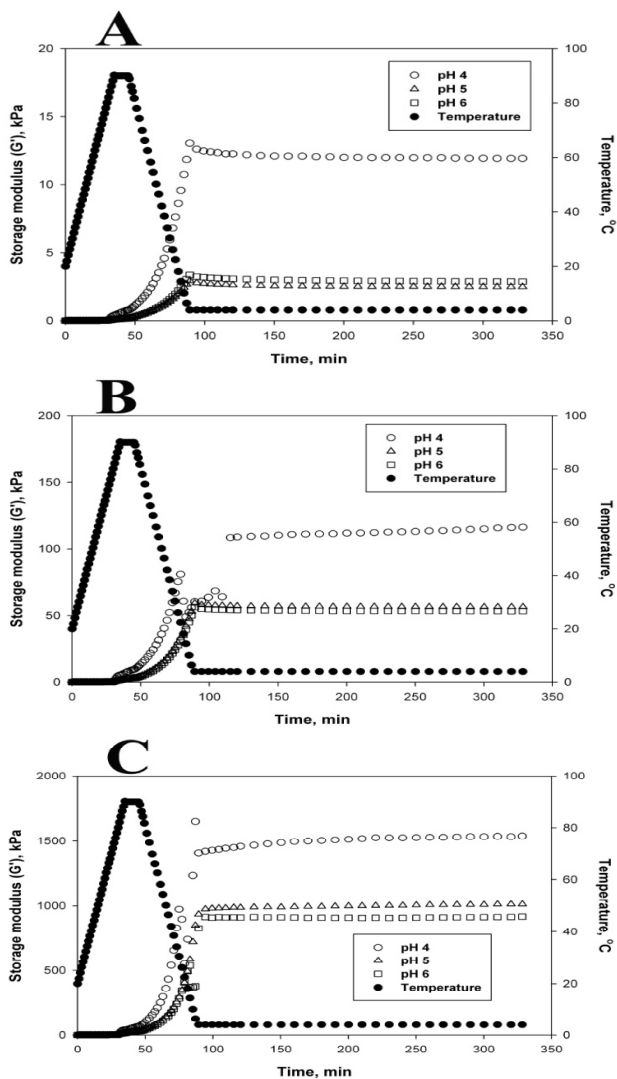 A
20
100
pH 4
pH 5
pH 6
Temperature
15
80
10
60
5
40
20
0
0
0 50 100 150 200 250 300 350
Storage modulus (G'), kPa
Temperature, °C
Time, min
B
200
100
pH 4
pH 5
pH 6
Temperature
150
80
100
60
50
40
20
0
0
0 50 100 150 200 250 300 350
Storage modulus (G'), kPa
Temperature, °C
Time, min
C
2000
100
1500
80
1000
60
500
40
20
0
0
pH 4
pH 5
pH 6
Temperature
0 50 100 150 200 250 300 350
Storage modulus (G'), kPa
Temperature, °C
Time, min